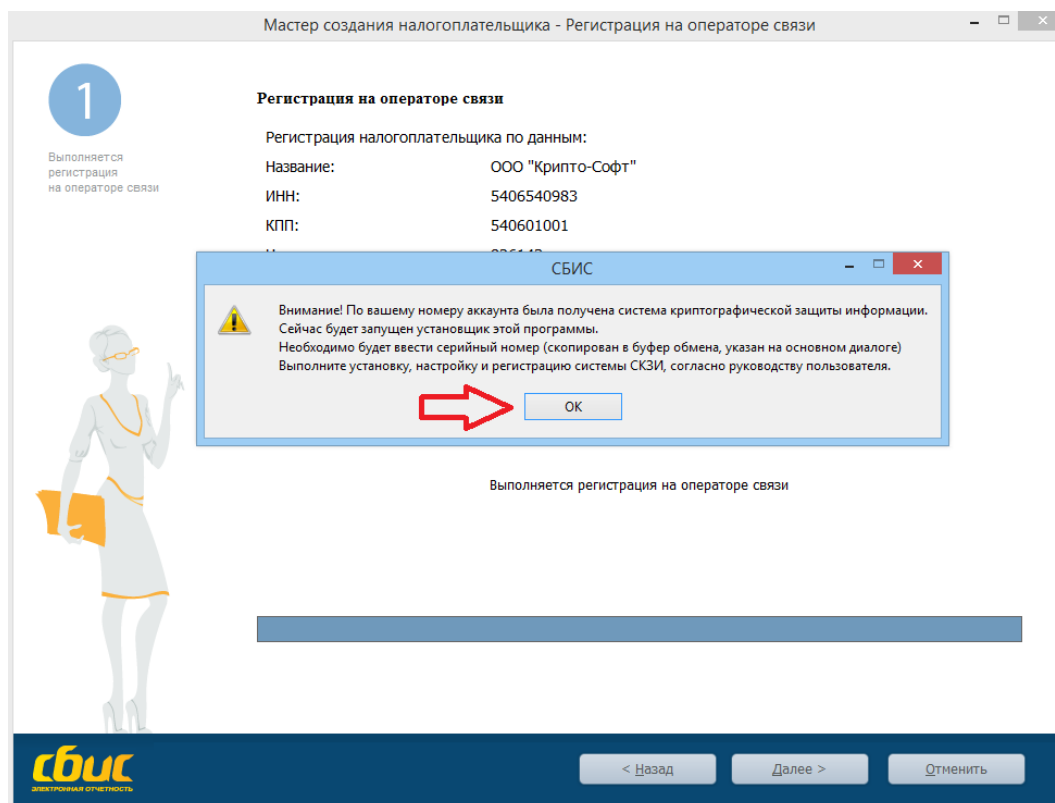 Мастер создания налогоплательщика - Регистрация на операторе связи
1
Выполняется
регистрация
на операторе связи
Регистрация на операторе связи
Регистрация налогоплательщика по данным:
Название: ООО "Крипто-Софт"
ИНН: 5406540983
КПП: 540601001
СБИС
Внимание! По вашему номеру аккаунта была получена система криптографической защиты информации.
Сейчас будет запущен установщик этой программы.
Необходимо будет ввести серийный номер (скопирован в буфер обмена, указан на основном диалоге)
Выполните установку, настройку и регистрацию системы СКЗИ, согласно руководству пользователя.
ОК
Выполняется регистрация на операторе связи
сбис
ЭЛЕКТРОННАЯ ОТЧЕТНОСТЬ
< Назад
Далее >
Отменить